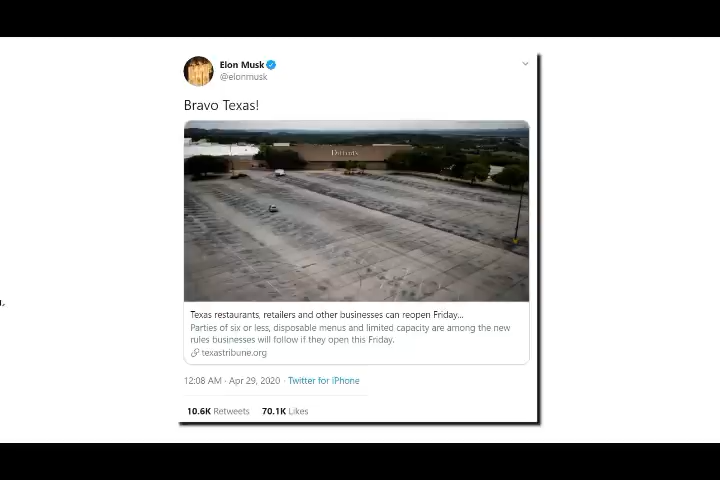 Elon Musk
@elonmusk
Bravo Texas!
Dillard's
Texas restaurants, retailers and other businesses can reopen Friday...
Parties of six or less, disposable menus and limited capacity are among the new
rules businesses will follow if they open this Friday.
texastribune.org
12:08 AM · Apr 29, 2020 · Twitter for iPhone
10.6K Retweets 70.1K Likes